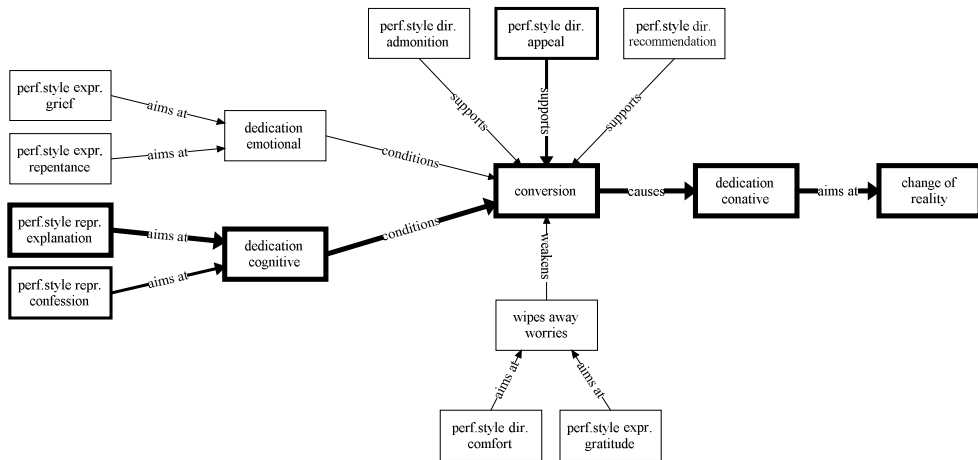 perf.style dir.
admonition
perf.style dir.
appeal
perf.style dir.
recommendation
perf.style expr.
grief
aims at
supports
supports
supports
dedication
emotional
perf.style expr.
repentance
aims at
conditions
conversion
causes
dedication
conative
aims at
change of
reality
perf.style repr.
explanation
aims at
dedication
cognitive
conditions
perf.style repr.
confession
aims at
weakens
wipes away
worries
aims at
aims at
perf.style dir.
comfort
perf.style expr.
gratitude